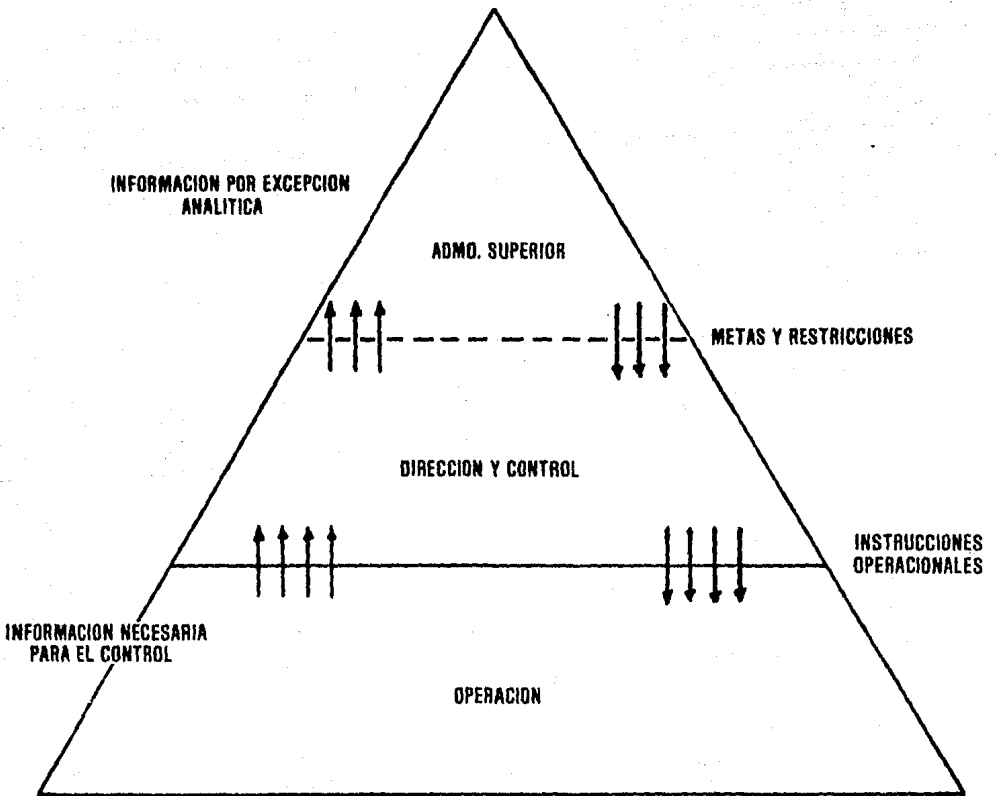 INFORMACION POR EXCEPCION
ANALITICA
ADMO. SUPERIOR
METAS Y RESTRICCIONES
DIRECCION Y CONTROL
INSTRUCCIONES
OPERACIONALES
INFORMACION NECESARIA
PARA EL CONTROL
OPERACION